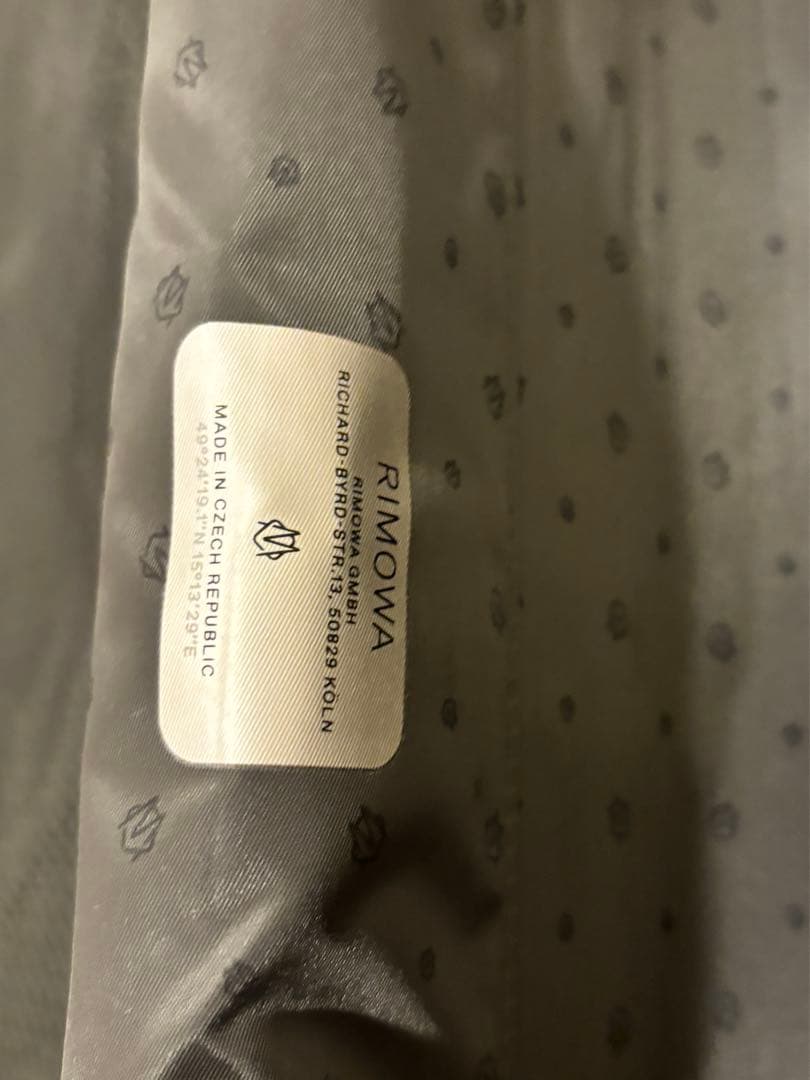 RIMOWA
RIMOWA GMBH
RICHARD-BYRD-STR.13, 50829 KÖLN
MADE IN CZECH REPUBLIC
49°24'19.1"N 15°13'29"E